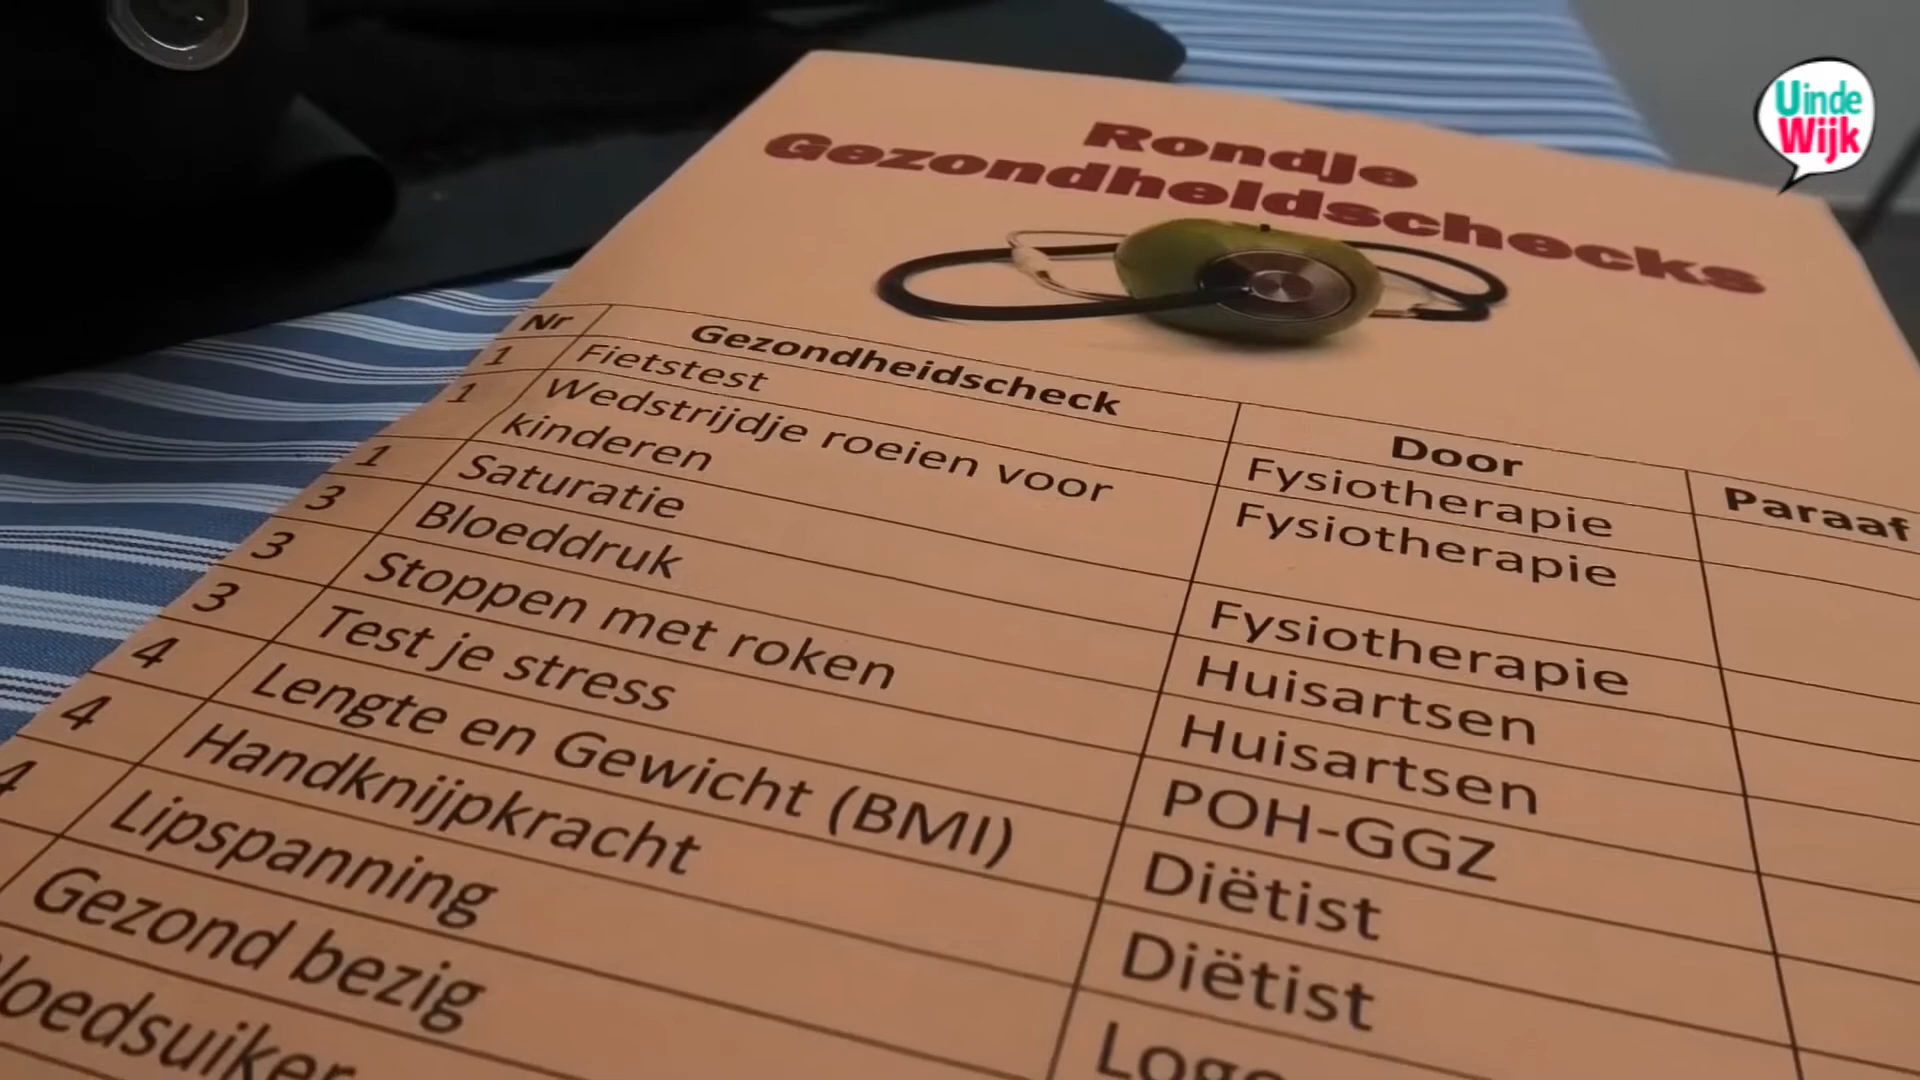 Uinde
Wijk
Rondje
Gezondheidschecks
Nr Gezondheidscheck Door Paraaf
1 Fietstest Fysiotherapie
1 Wedstrijdje roeien voor Fysiotherapie
kinderen
1 Saturatie Fysiotherapie
3 Bloeddruk Huisartsen
3 Stoppen met roken Huisartsen
3 Test je stress POH-GGZ
4 Lengte en Gewicht (BMI) Diëtist
4 Handknijpkracht Diëtist
4 Lipspanning
Gezond bezig